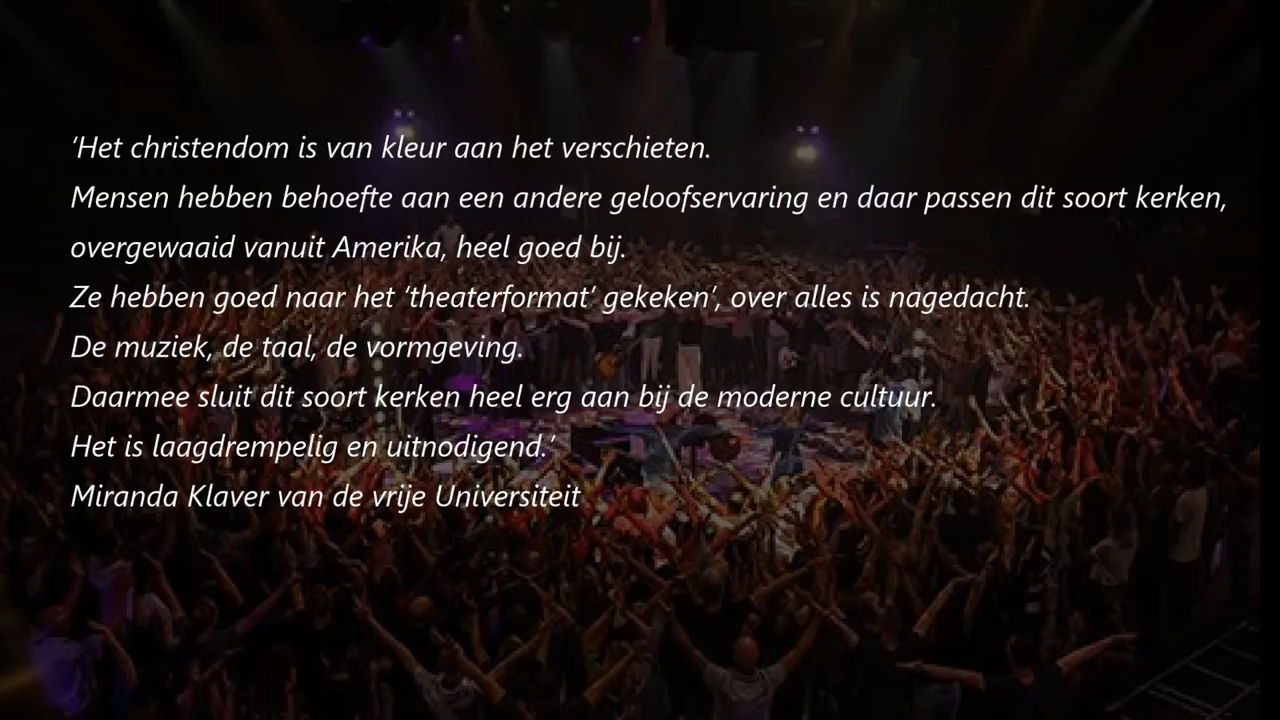 ‘Het christendom is van kleur aan het verschieten.
Mensen hebben behoefte aan een andere geloofservaring en daar passen dit soort kerken,
overgewaaid vanuit Amerika, heel goed bij.
Ze hebben goed naar het ‘theaterformat’ gekeken’, over alles is nagedacht.
De muziek, de taal, de vormgeving.
Daarmee sluit dit soort kerken heel erg aan bij de moderne cultuur.
Het is laagdrempelig en uitnodigend.’
Miranda Klaver van de vrije Universiteit